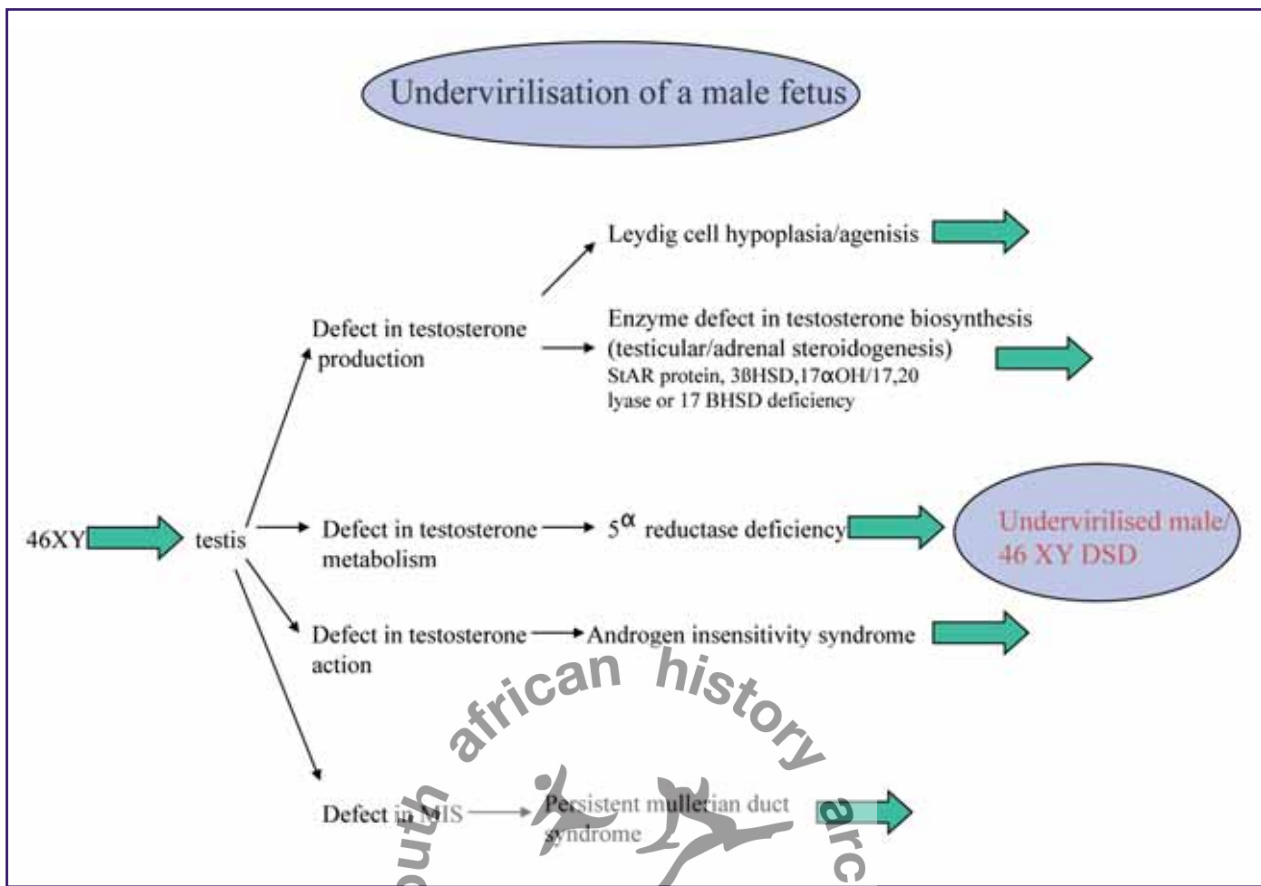 Undervirilisation of a male fetus
Leydig cell hypoplasia/agenisis
Defect in testosterone
production
Enzyme defect in testosterone biosynthesis
(testicular/adrenal steroidogenesis)
StAR protein, 3ßHSD,17αOH/17,20
lyase or 17 BHSD deficiency
46XY
testis
Defect in testosterone
metabolism
5α reductase deficiency
Undervirilised male/
46 XY DSD
Defect in testosterone
action
Androgen insensitivity syndrome
Defect in MIS
Persistent mullerian duct
syndrome
outh african history arc